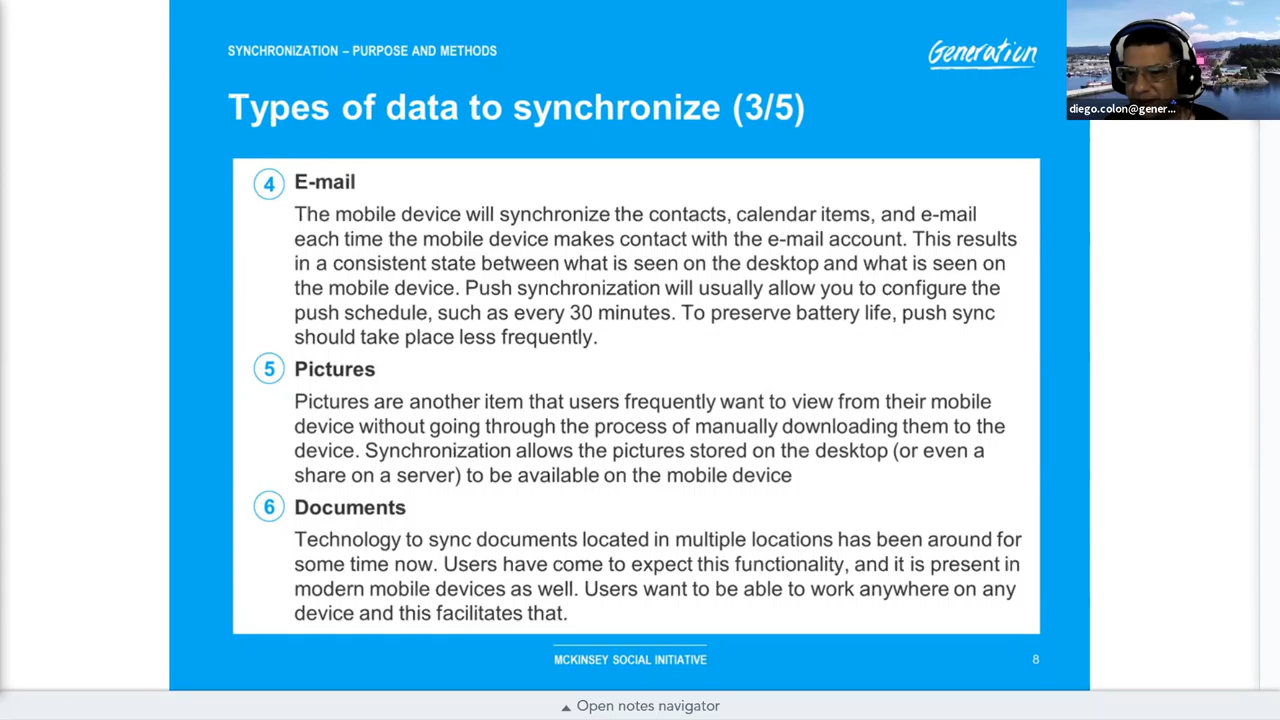 SYNCHRONIZATION – PURPOSE AND METHODS
Generation
diego.colon@gener...
Types of data to synchronize (3/5)
4 E-mail
The mobile device will synchronize the contacts, calendar items, and e-mail
each time the mobile device makes contact with the e-mail account. This results
in a consistent state between what is seen on the desktop and what is seen on
the mobile device. Push synchronization will usually allow you to configure the
push schedule, such as every 30 minutes. To preserve battery life, push sync
should take place less frequently.
5 Pictures
Pictures are another item that users frequently want to view from their mobile
device without going through the process of manually downloading them to the
device. Synchronization allows the pictures stored on the desktop (or even a
share on a server) to be available on the mobile device
6 Documents
Technology to sync documents located in multiple locations has been around for
some time now. Users have come to expect this functionality, and it is present in
modern mobile devices as well. Users want to be able to work anywhere on any
device and this facilitates that.
MCKINSEY SOCIAL INITIATIVE
8
Open notes navigator